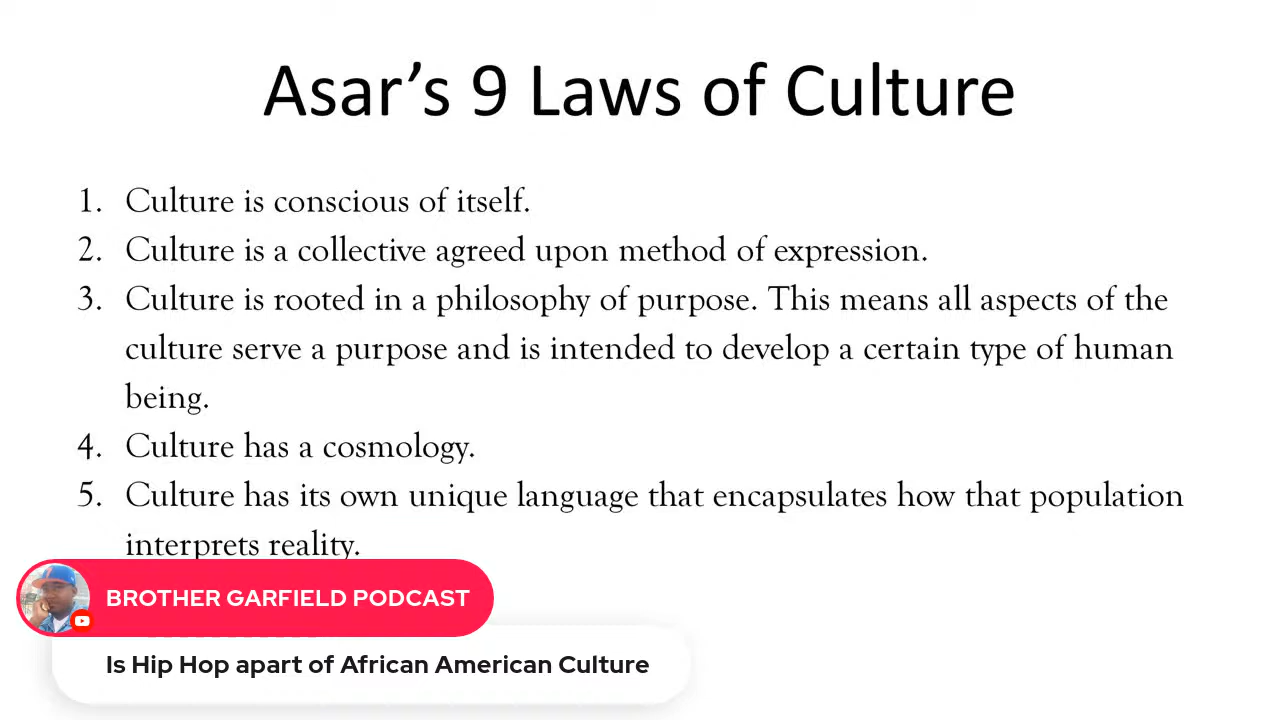 Asar’s 9 Laws of Culture
1. Culture is conscious of itself.
2. Culture is a collective agreed upon method of expression.
3. Culture is rooted in a philosophy of purpose. This means all aspects of the
culture serve a purpose and is intended to develop a certain type of human
being.
4. Culture has a cosmology.
5. Culture has its own unique language that encapsulates how that population
interprets reality.
BROTHER GARFIELD PODCAST
Is Hip Hop apart of African American Culture